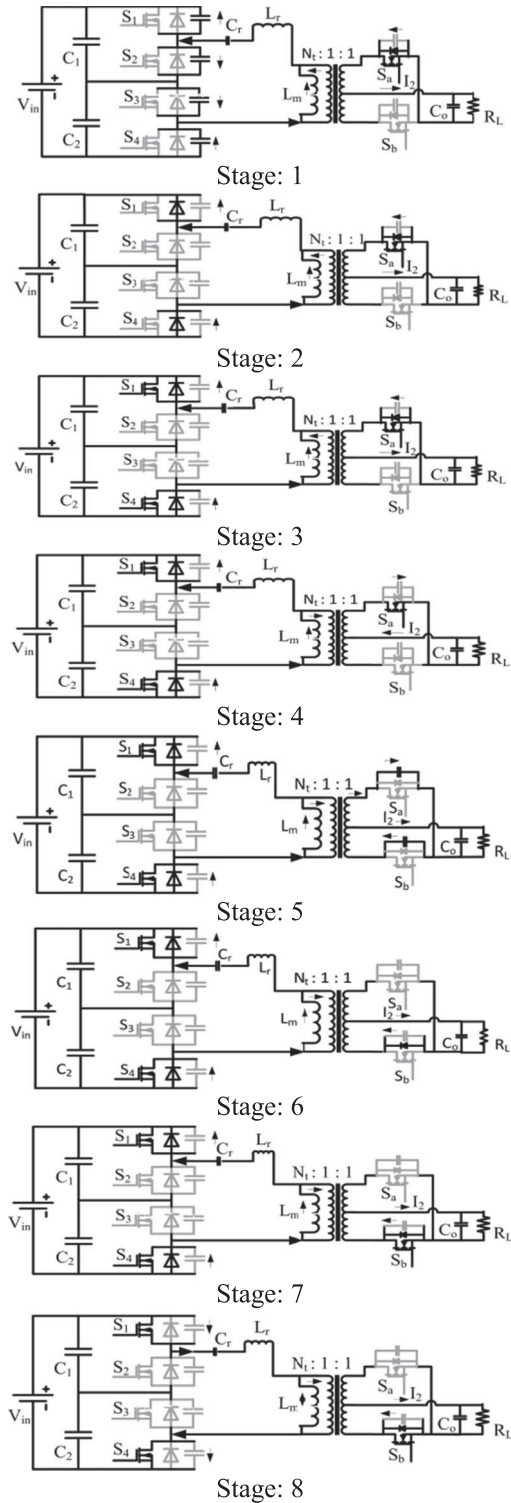 S1 C1 S2 Vin S3 C2 S4 Cr Lr Nt : 1 : 1 Lm Sa I2 Co RL Sb
Stage: 1
S1 C1 S2 Vin S3 C2 S4 Cr Lr Nt : 1 : 1 Lm Sa I2 Co RL Sb
Stage: 2
S1 C1 S2 Vin S3 C2 S4 Cr Lr Nt : 1 : 1 Lm Sa I2 Co RL Sb
Stage: 3
S1 C1 S2 Vin S3 C2 S4 Cr Lr Nt : 1 : 1 Lm Sa I2 Co RL Sb
Stage: 4
S1 C1 S2 Vin S3 C2 S4 Cr Lr Nt : 1 : 1 Lm Sa I2 Co RL Sb
Stage: 5
S1 C1 S2 Vin S3 C2 S4 Cr Lr Nt : 1 : 1 Lm Sa I2 Co RL Sb
Stage: 6
S1 C1 S2 Vin S3 C2 S4 Cr Lr Nt : 1 : 1 Lm Sa I2 Co RL Sb
Stage: 7
S1 C1 S2 Vin S3 C2 S4 Cr Lr Nt : 1 : 1 Lm Sa I2 Co RL Sb
Stage: 8